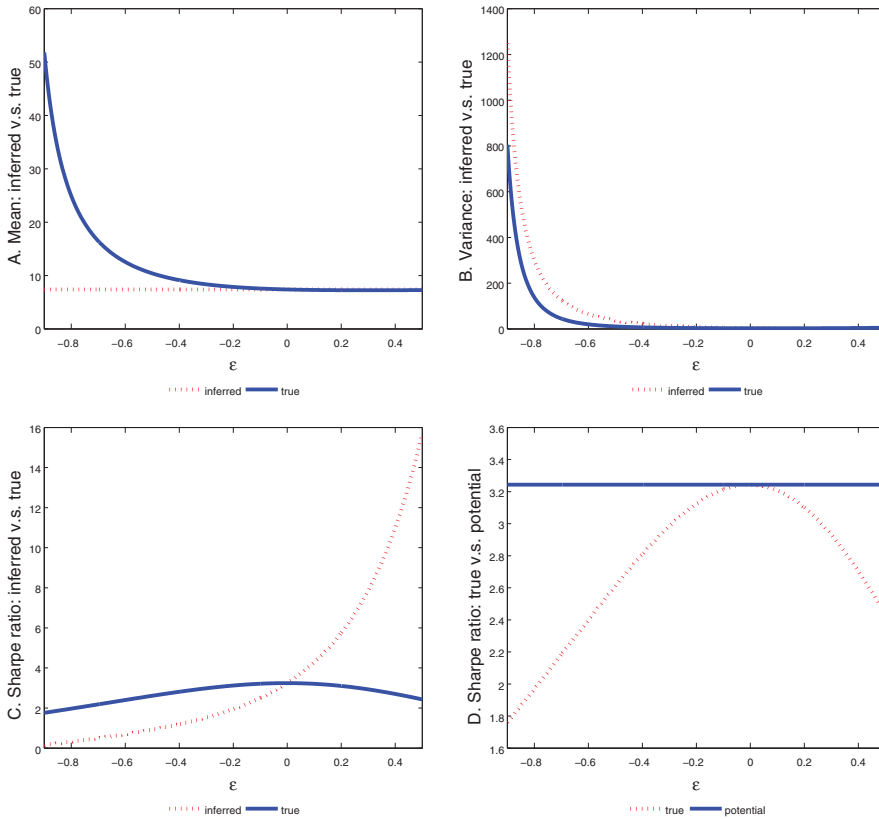 A. Mean: inferred v.s. true
60
50
40
30
20
10
0
−0.8 −0.6 −0.4 −0.2 0 0.2 0.4
ε
inferred true
B. Variance: inferred v.s. true
1400
1200
1000
800
600
400
200
0
−0.8 −0.6 −0.4 −0.2 0 0.2 0.4
ε
inferred true
C. Sharpe ratio: inferred v.s. true
16
14
12
10
8
6
4
2
0
−0.8 −0.6 −0.4 −0.2 0 0.2 0.4
ε
inferred true
D. Sharpe ratio: true v.s. potential
3.6
3.4
3.2
3
2.8
2.6
2.4
2.2
2
1.8
1.6
−0.8 −0.6 −0.4 −0.2 0 0.2 0.4
ε
true potential